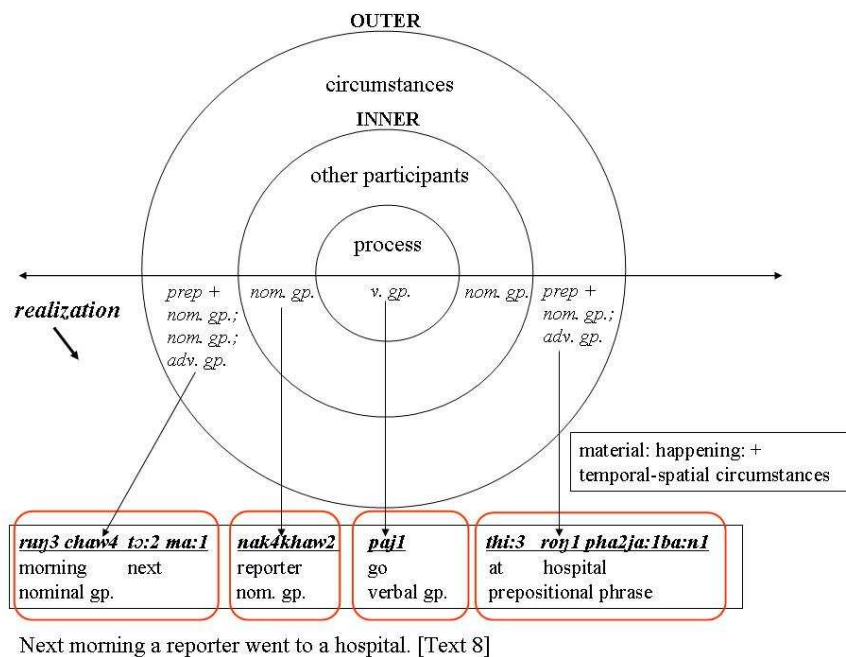 OUTER
circumstances
INNER
other participants
process
realization
prep +
nom. gp.;
nom. gp.;
adv. gp.
nom. gp.
v. gp.
nom. gp.
prep +
nom. gp.;
adv. gp.
material: happening: +
temporal-spatial circumstances
ruŋ3 chaw4 tɔ:2 ma:1 nak4khaw2 paj1 thi:3 roŋ1 pha2ja:1ba:n1
morning next reporter go at hospital
nominal gp. nom. gp. verbal gp. prepositional phrase
Next morning a reporter went to a hospital. [Text 8]